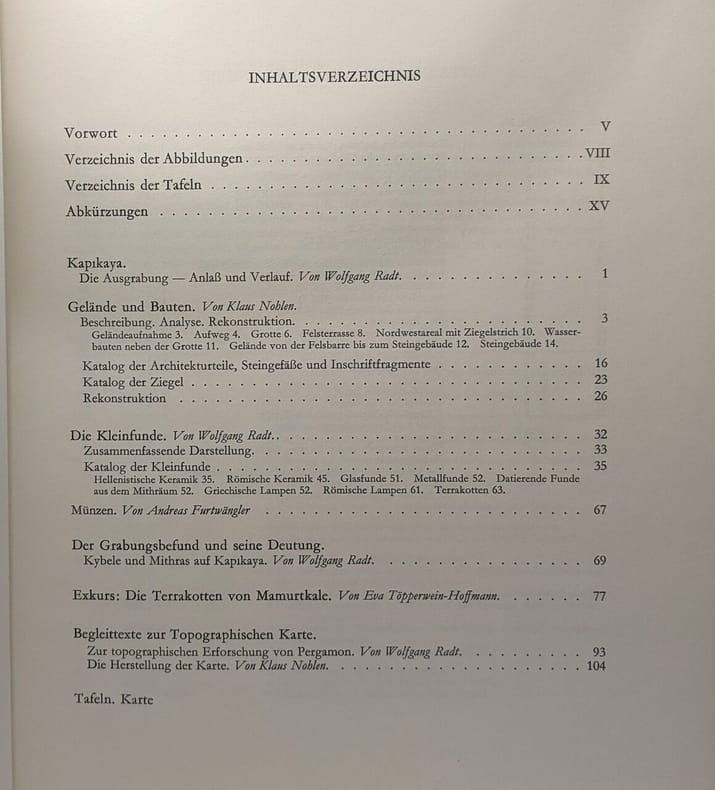 INHALTSVERZEICHNIS
Vorwort . . . . . . . . . . . . . . . . . . . . V
Verzeichnis der Abbildungen . . . . . . . . . . . . . . . . . . . . VIII
Verzeichnis der Tafeln . . . . . . . . . . . . . . . . . . . . IX
Abkürzungen . . . . . . . . . . . . . . . . . . . . XV
Kapıkaya.
Die Ausgrabung — Anlaß und Verlauf. Von Wolfgang Radt. . . . . . . . . . . . . 1
Gelände und Bauten. Von Klaus Nohlen.
Beschreibung. Analyse. Rekonstruktion. . . . . . . . . . . . . . . . . . . . 3
Geländeaufnahme 3. Aufweg 4. Grotte 6. Felsterrasse 8. Nordwestareal mit Ziegelstrich 10. Wasser-
bauten neben der Grotte 11. Gelände von der Felsbarre bis zum Steingebäude 12. Steingebäude 14.
Katalog der Architekturteile, Steingefäße und Inschriftfragmente . . . . . . . . . . 16
Katalog der Ziegel . . . . . . . . . . . . . . . . . . . . 23
Rekonstruktion . . . . . . . . . . . . . . . . . . . . 26
Die Kleinfunde. Von Wolfgang Radt. . . . . . . . . . . . . . . . . . . . 32
Zusammenfassende Darstellung. . . . . . . . . . . . . . . . . . . . 33
Katalog der Kleinfunde . . . . . . . . . . . . . . . . . . . . 35
Hellenistische Keramik 35. Römische Keramik 45. Glasfunde 51. Metallfunde 52. Datierende Funde
aus dem Mithräum 52. Griechische Lampen 52. Römische Lampen 61. Terrakotten 63.
Münzen. Von Andreas Furtwängler . . . . . . . . . . . . . . . . . . . . 67
Der Grabungsbefund und seine Deutung.
Kybele und Mithras auf Kapıkaya. Von Wolfgang Radt. . . . . . . . . . . . . . . 69
Exkurs: Die Terrakotten von Mamurtkale. Von Eva Töpperwein-Hoffmann. . . . . . . 77
Begleittexte zur Topographischen Karte.
Zur topographischen Erforschung von Pergamon. Von Wolfgang Radt. . . . . . . . . . 93
Die Herstellung der Karte. Von Klaus Nohlen. . . . . . . . . . . . . . . . . . . . 104
Tafeln. Karte